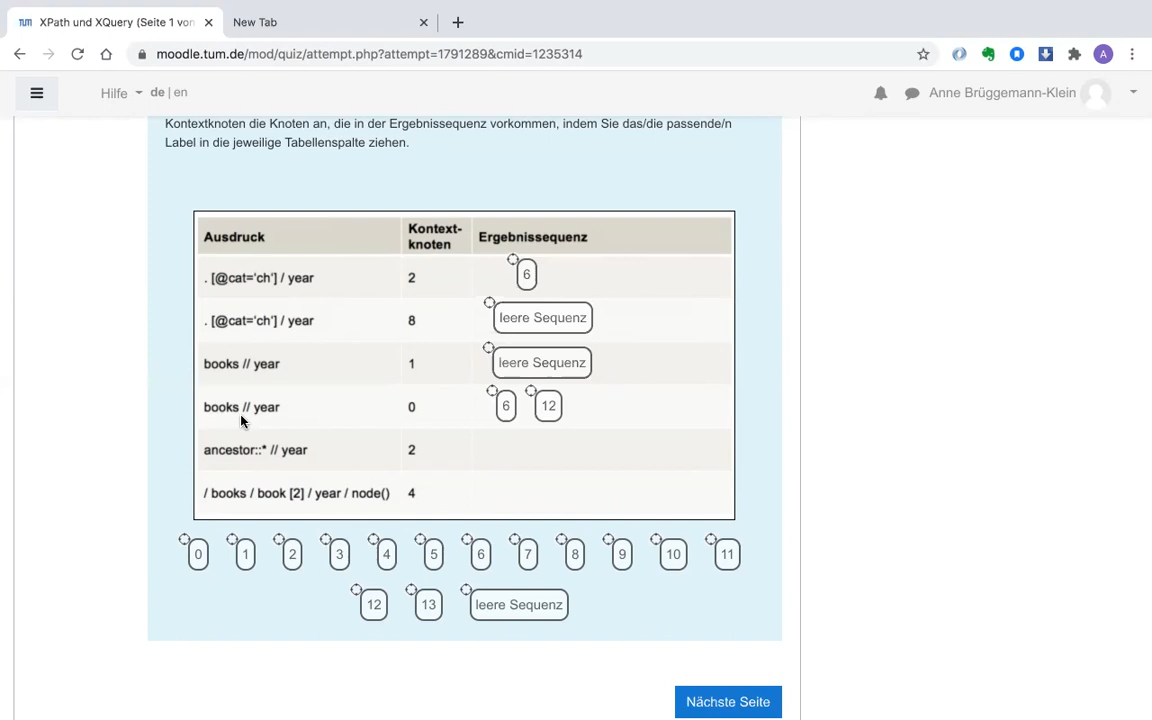 XPath und XQuery (Seite 1 von
New Tab
moodle.tum.de/mod/quiz/attempt.php?attempt=1791289&cmid=1235314
A
Hilfe de | en Anne Brüggemann-Klein
Kontextknoten die Knoten an, die in der Ergebnissequenz vorkommen, indem Sie das/die passende/n
Label in die jeweilige Tabellenspalte ziehen.
Ausdruck Kontext-knoten Ergebnissequenz
. [@cat='ch'] / year 2 6
. [@cat='ch'] / year 8 leere Sequenz
books // year 1 leere Sequenz
books // year 0 6 12
ancestor::* // year 2
/ books / book [2] / year / node() 4
0 1 2 3 4 5 6 7 8 9 10 11
12 13 leere Sequenz
Nächste Seite